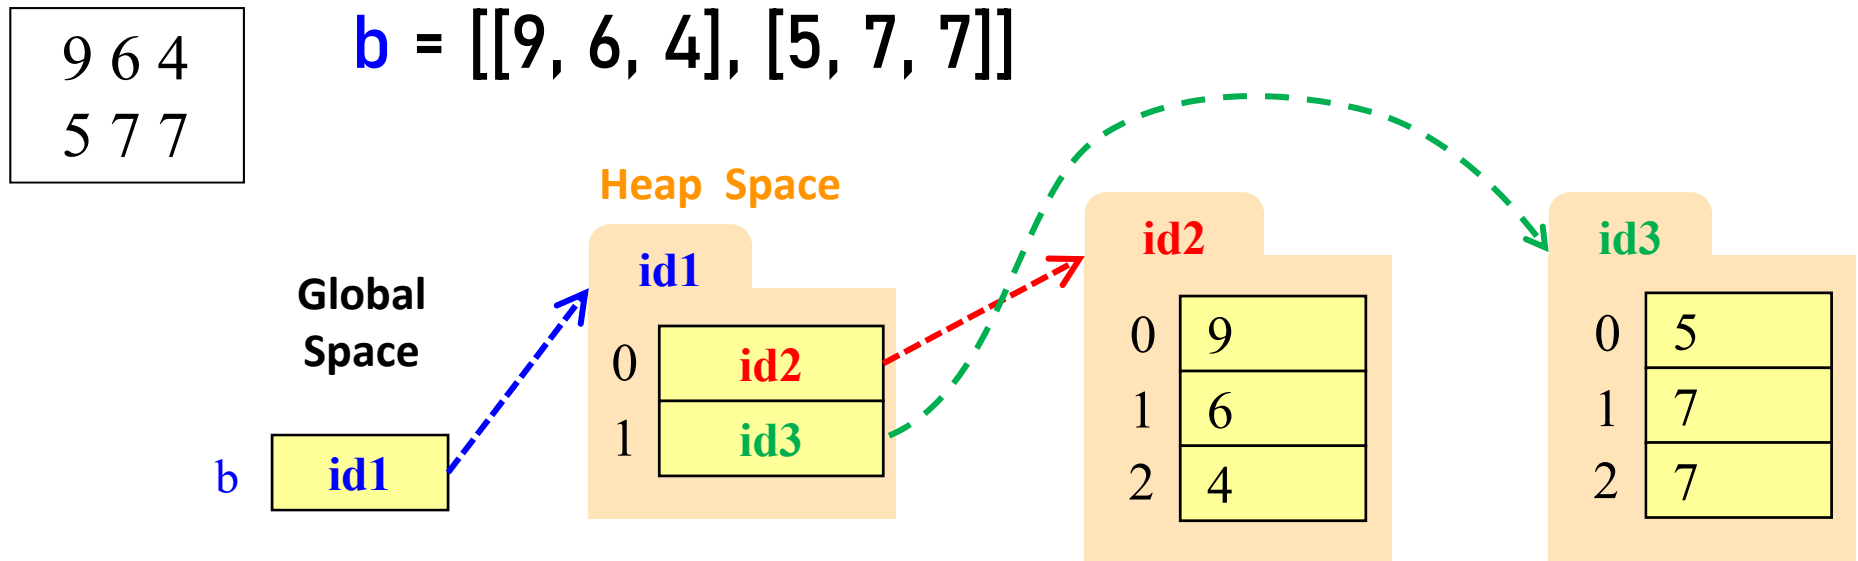 9 6 4
5 7 7
b = [[9, 6, 4], [5, 7, 7]]
Heap Space
Global
Space
b
id1
id1
0
id2
1
id3
id2
0
9
1
6
2
4
id3
0
5
1
7
2
7